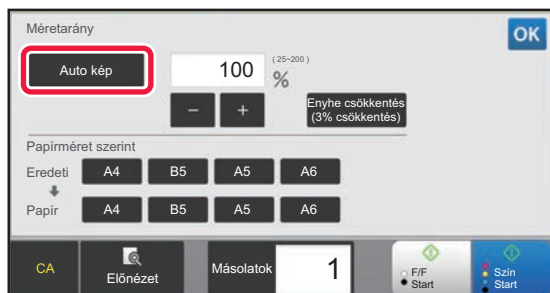 Méretarány
OK
Auto kép
100
(25~200)
%
−
+
Enyhe csökkentés
(3% csökkentés)
Papírméret szerint
Eredeti A4 B5 A5 A6
Papír A4 B5 A5 A6
CA
Előnézet
Másolatok
1
F/F
Start
Szín
Start